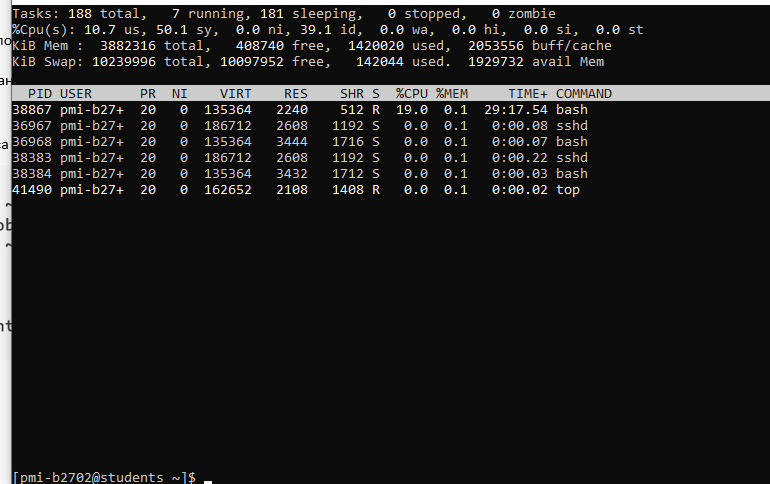 Tasks: 188 total,   7 running, 181 sleeping,   0 stopped,   0 zombie
%Cpu(s): 10.7 us, 50.1 sy,  0.0 ni, 39.1 id,  0.0 wa,  0.0 hi,  0.0 si,  0.0 st
KiB Mem :  3882316 total,   408740 free,  1420020 used,  2053556 buff/cache
KiB Swap: 10239996 total, 10097952 free,   142044 used.  1929732 avail Mem
PID USER      PR  NI    VIRT    RES    SHR S  %CPU %MEM     TIME+ COMMAND
38867 pmi-b27+  20   0  135364   2240    512 R  19.0  0.1  29:17.54 bash
36967 pmi-b27+  20   0  186712   2608   1192 S   0.0  0.1   0:00.08 sshd
36968 pmi-b27+  20   0  135364   3444   1716 S   0.0  0.1   0:00.07 bash
38383 pmi-b27+  20   0  186712   2608   1192 S   0.0  0.1   0:00.22 sshd
38384 pmi-b27+  20   0  135364   3432   1712 S   0.0  0.1   0:00.03 bash
41490 pmi-b27+  20   0  162652   2108   1408 R   0.0  0.1   0:00.02 top
[pmi-b2702@students ~]$